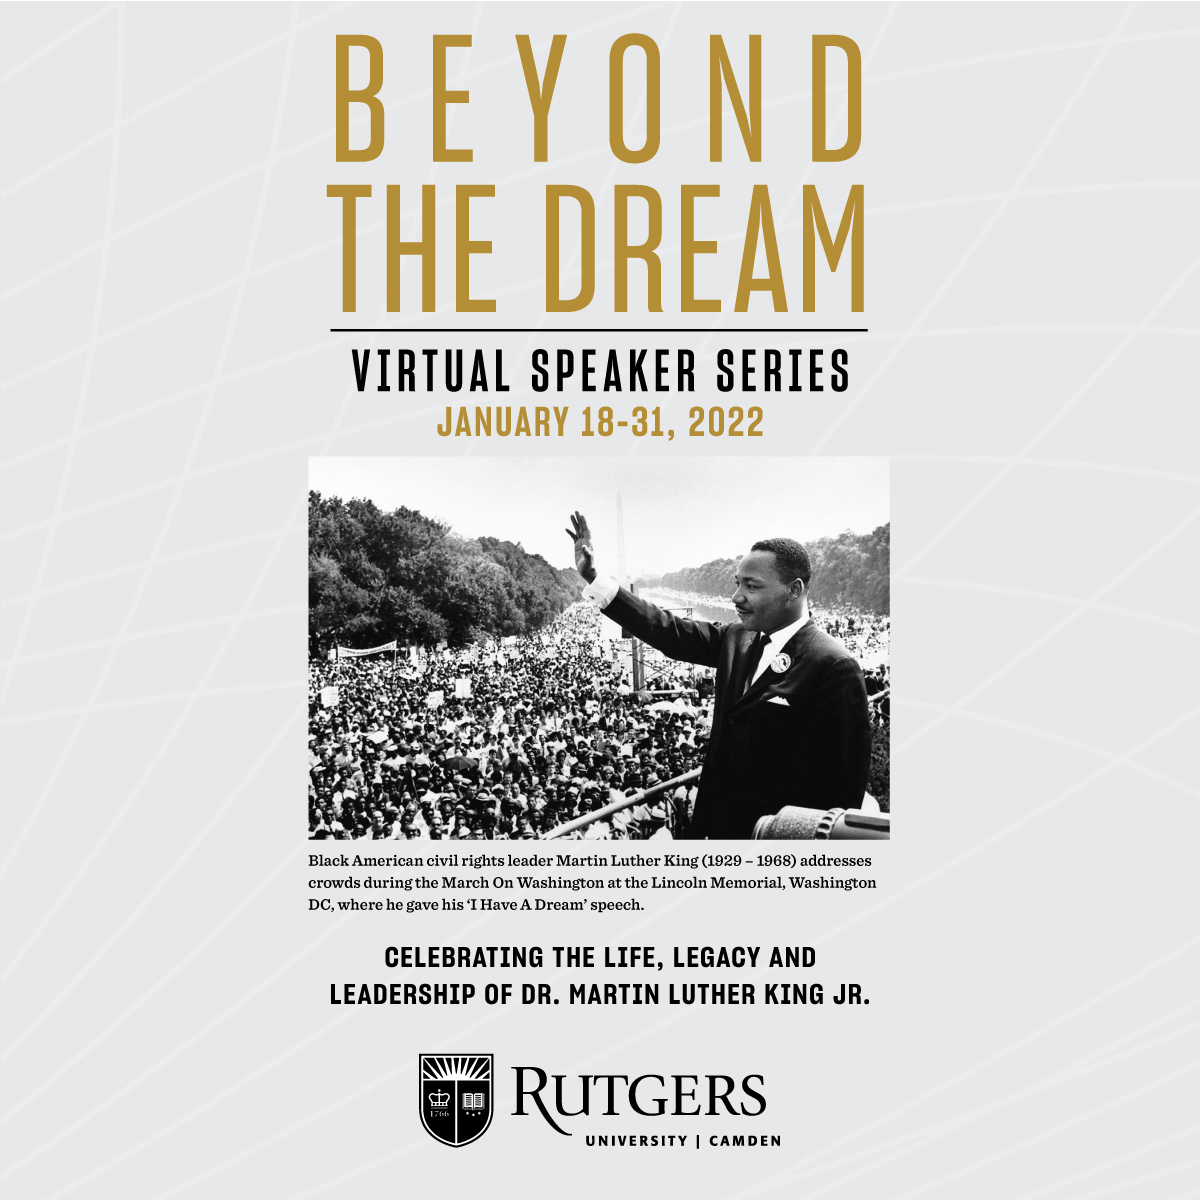 BEYOND
THE DREAM
VIRTUAL SPEAKER SERIES
JANUARY 18-31, 2022
Black American civil rights leader Martin Luther King (1929 – 1968) addresses
crowds during the March On Washington at the Lincoln Memorial, Washington
DC, where he gave his ‘I Have A Dream’ speech.
CELEBRATING THE LIFE, LEGACY AND
LEADERSHIP OF DR. MARTIN LUTHER KING JR.
1766
RUTGERS
UNIVERSITY | CAMDEN